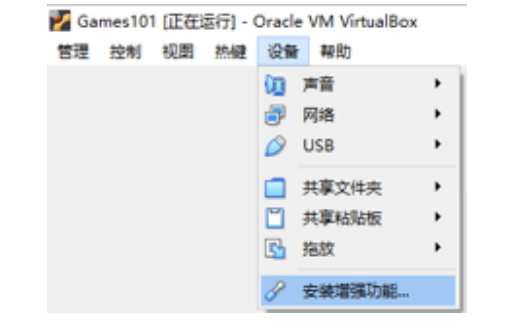 Games101 [正在运行] - Oracle VM VirtualBox
管理 控制 视图 热键 设备 帮助
声音
网络
USB
共享文件夹
共享粘贴板
拖放
安装增强功能...